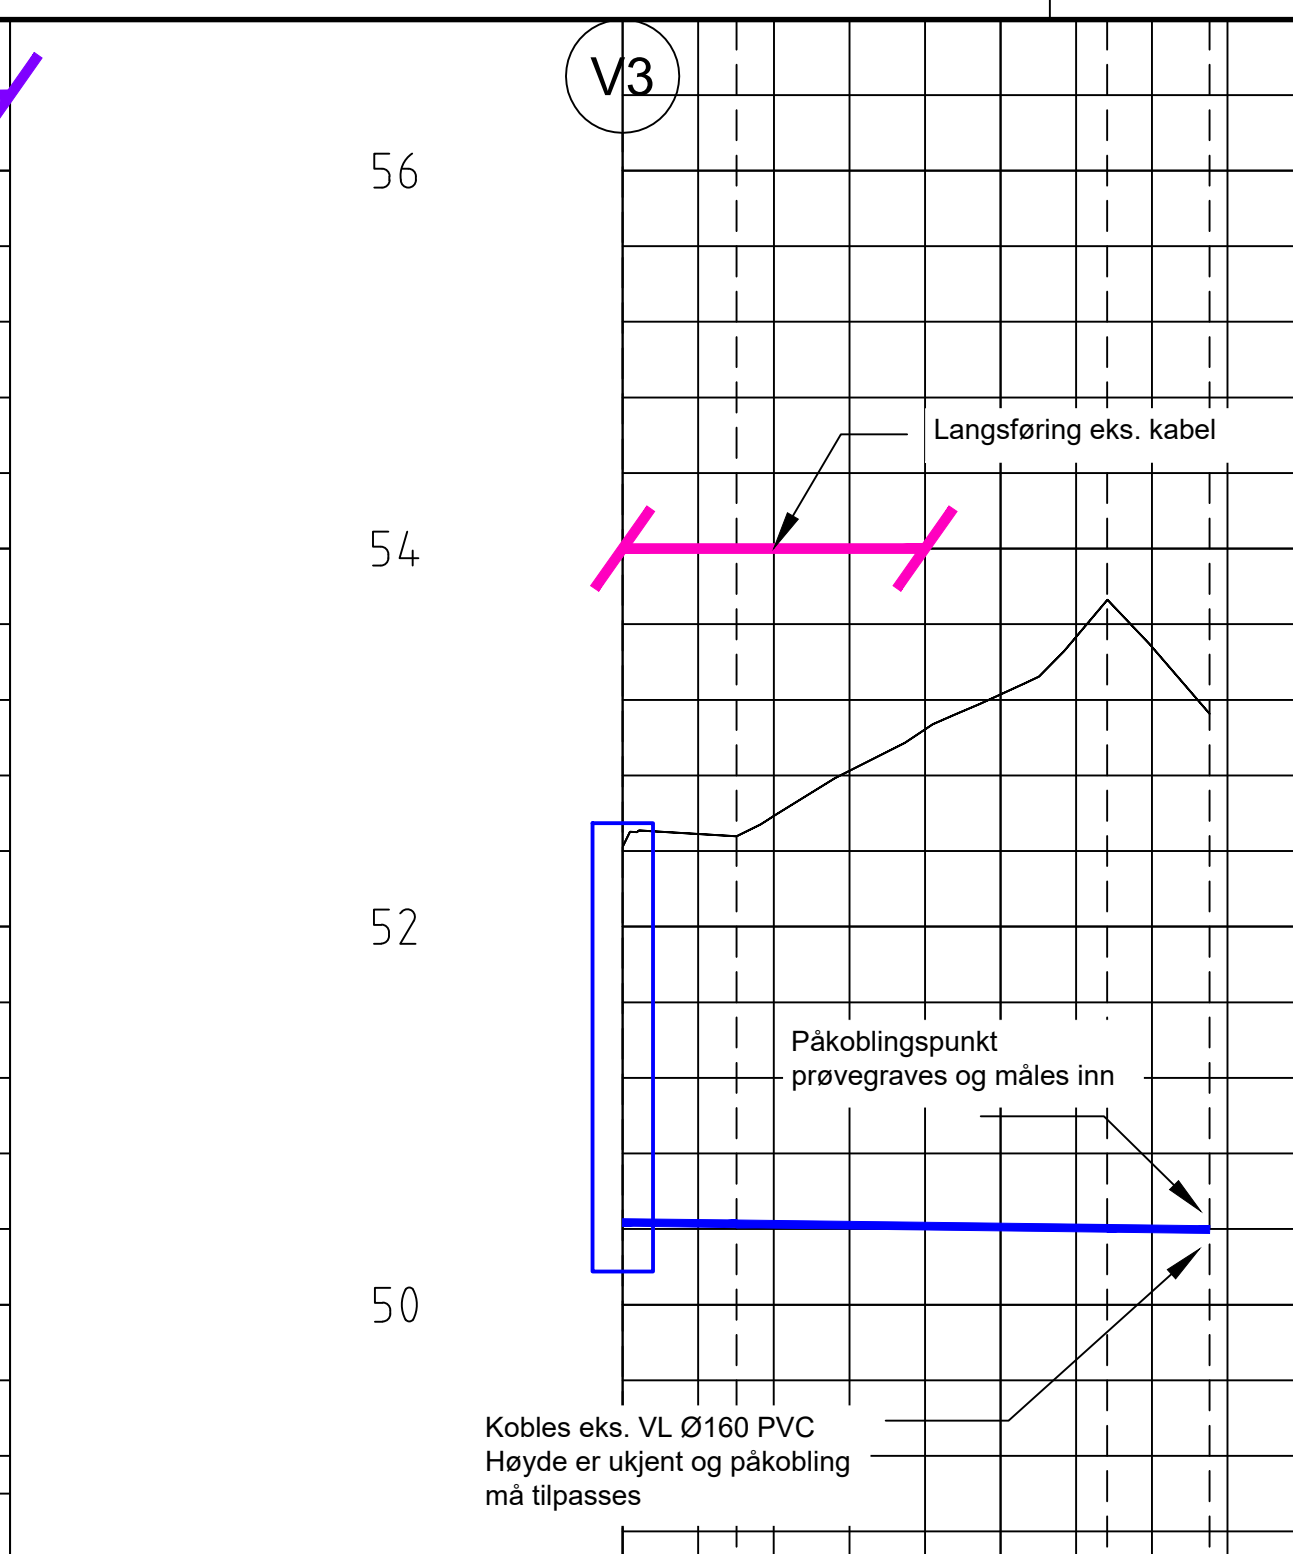 V3
56
Langsføring eks. kabel
54
52
Påkoblingspunkt
prøvegraves og måles inn
50
Kobles eks. VL Ø160 PVC
Høyde er ukjent og påkobling
må tilpasses